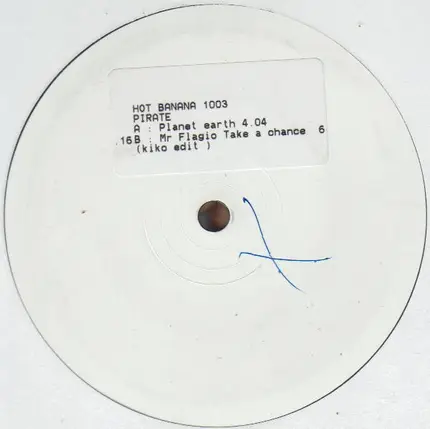 HOT BANANA 1003
PIRATE
A : Planet earth 4.04
.16B : Mr Flagio Take a chance 6
(kiko edit )